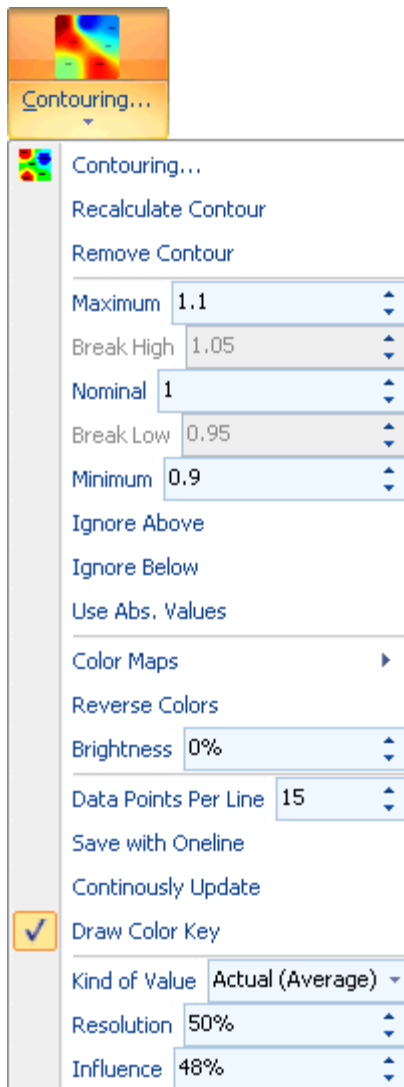 Contouring...
Contouring...
Recalculate Contour
Remove Contour
Maximum 1.1
Break High 1.05
Nominal 1
Break Low 0.95
Minimum 0.9
Ignore Above
Ignore Below
Use Abs. Values
Color Maps
Reverse Colors
Brightness 0%
Data Points Per Line 15
Save with Oneline
Continously Update
Draw Color Key
Kind of Value Actual (Average)
Resolution 50%
Influence 48%